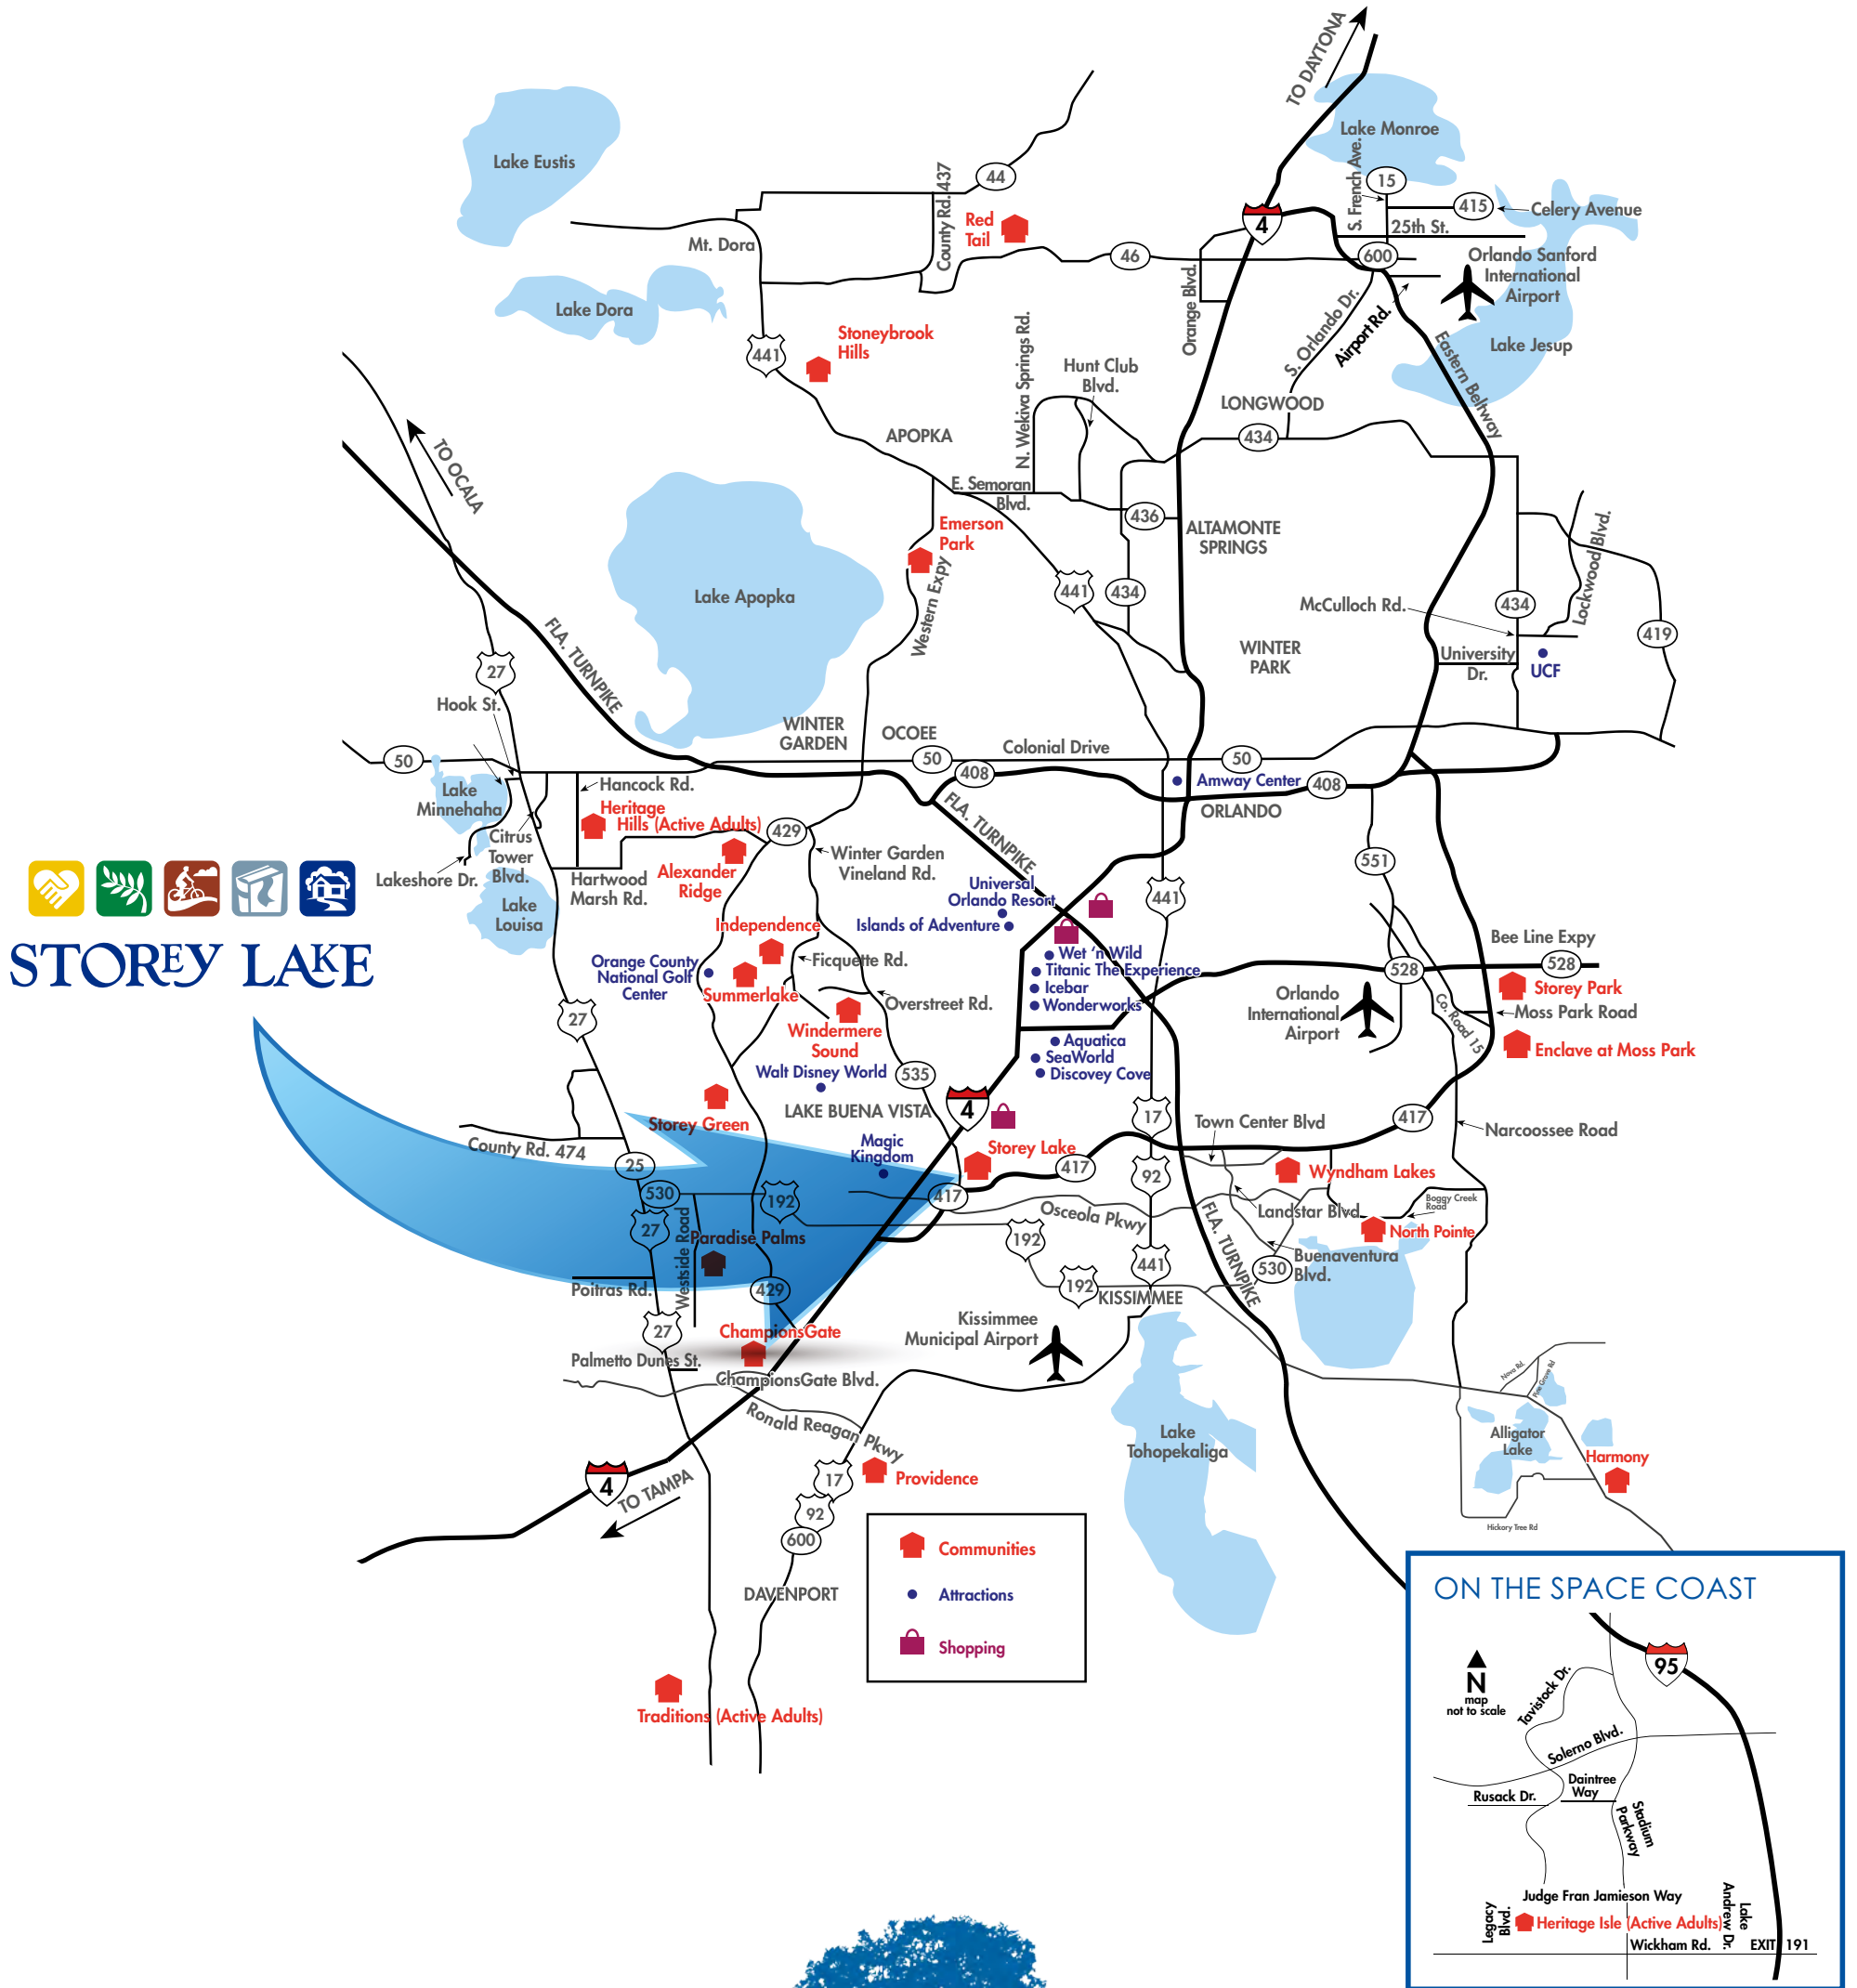 TO DAYTONA
Lake Monroe
Lake Eustis
S. French Ave.
15
44
County Rd. 437
415
Celery Avenue
Red
Tail
4
25th St.
Mt. Dora
46
600
Orlando Sanford
International
Airport
Orange Blvd.
Lake Dora
S. Orlando Dr.
Airport Rd.
Eastern Beltway
Lake Jesup
Stoneybrook
Hills
441
N. Wekiva Springs Rd.
Hunt Club
Blvd.
LONGWOOD
434
APOPKA
TO OCALA
E. Semoran
Blvd.
436
ALTAMONTE
SPRINGS
Emerson
Park
Lockwood Blvd.
Lake Apopka
Western Expy
441
434
McCulloch Rd.
434
419
FLA. TURNPIKE
WINTER
PARK
University
Dr.
UCF
27
Hook St.
WINTER
GARDEN
OCOEE
50
50
Colonial Drive
50
408
Amway Center
408
ORLANDO
Lake
Minnehaha
Hancock Rd.
Heritage
Hills (Active Adults)
FLA. TURNPIKE
429
Citrus
Tower
Blvd.
Winter Garden
Vineland Rd.
551
Lakeshore Dr.
Hartwood
Marsh Rd.
Alexander
Ridge
Universal
Orlando Resort
441
Lake
Louisa
Independence
Islands of Adventure
STOREY LAKE
Bee Line Expy
Orange County
National Golf
Center
Ficquette Rd.
Wet 'n Wild
Titanic The Experience
Icebar
Wonderworks
528
528
Summerlake
Overstreet Rd.
Storey Park
Orlando
International
Airport
Moss Park Road
27
Windermere
Sound
Co. Road 15
Aquatica
SeaWorld
Discovey Cove
Enclave at Moss Park
Walt Disney World
535
Storey Green
LAKE BUENA VISTA
4
17
Town Center Blvd
417
Narcoossee Road
County Rd. 474
Magic
Kingdom
Storey Lake
417
25
92
Wyndham Lakes
530
192
417
Osceola Pkwy
Landstar Blvd.
Boggy Creek
Road
27
Westside Road
Paradise Palms
192
FLA. TURNPIKE
North Pointe
Buenaventura
Blvd.
441
530
Poitras Rd.
429
192
KISSIMMEE
27
ChampionsGate
Kissimmee
Municipal Airport
Palmetto Dunes St.
ChampionsGate Blvd.
Nova Rd.
Pine Grove Rd
Ronald Reagan Pkwy
Lake
Tohopekaliga
Alligator
Lake
Harmony
4
TO TAMPA
17
Providence
92
600
Hickory Tree Rd
Communities
Attractions
Shopping
DAVENPORT
Traditions (Active Adults)
ON THE SPACE COAST
95
N
map
not to scale
Tavistock Dr.
Solerno Blvd.
Daintree
Way
Rusack Dr.
Stadium
Parkway
Judge Fran Jamieson Way
Legacy
Blvd.
Heritage Isle (Active Adults)
Lake
Andrew Dr.
Wickham Rd.
EXIT 191